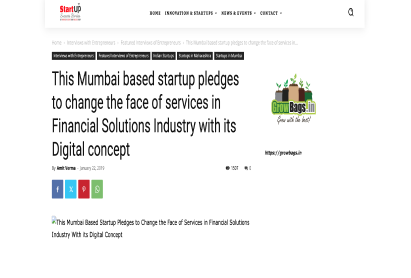 StartUp
HOME INNOVATION & STARTUPS NEWS & EVENTS CONTACT
Home Interviews with Entrepreneurs Featured Interviews of Entrepreneurs This Mumbai based startup pledges to change the face of services in...
Interviews with Entrepreneurs Featured Interviews of Entrepreneurs Indian Startups Startups in Maharashtra Startups in Mumbai
This Mumbai based startup pledges
to change the face of services in
Financial Solutions Industry with its
Digital concept
By Amit Verma - January 22, 2019 1507 0
GrowBags.in
Grow with the best!
https://growbags.in
This Mumbai Based Startup Pledges to Change the Face of Services in Financial Solutions
Industry With its Digital Concept